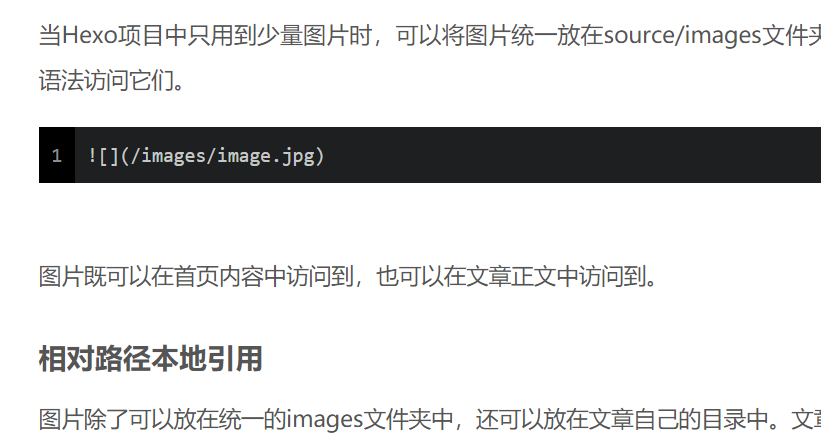 当Hexo项目中只用到少量图片时，可以将图片统一放在source/images文件夹
语法访问它们。
1 ![](/images/image.jpg)
图片既可以在首页内容中访问到，也可以在文章正文中访问到。
相对路径本地引用
图片除了可以放在统一的images文件夹中，还可以放在文章自己的目录中。文章